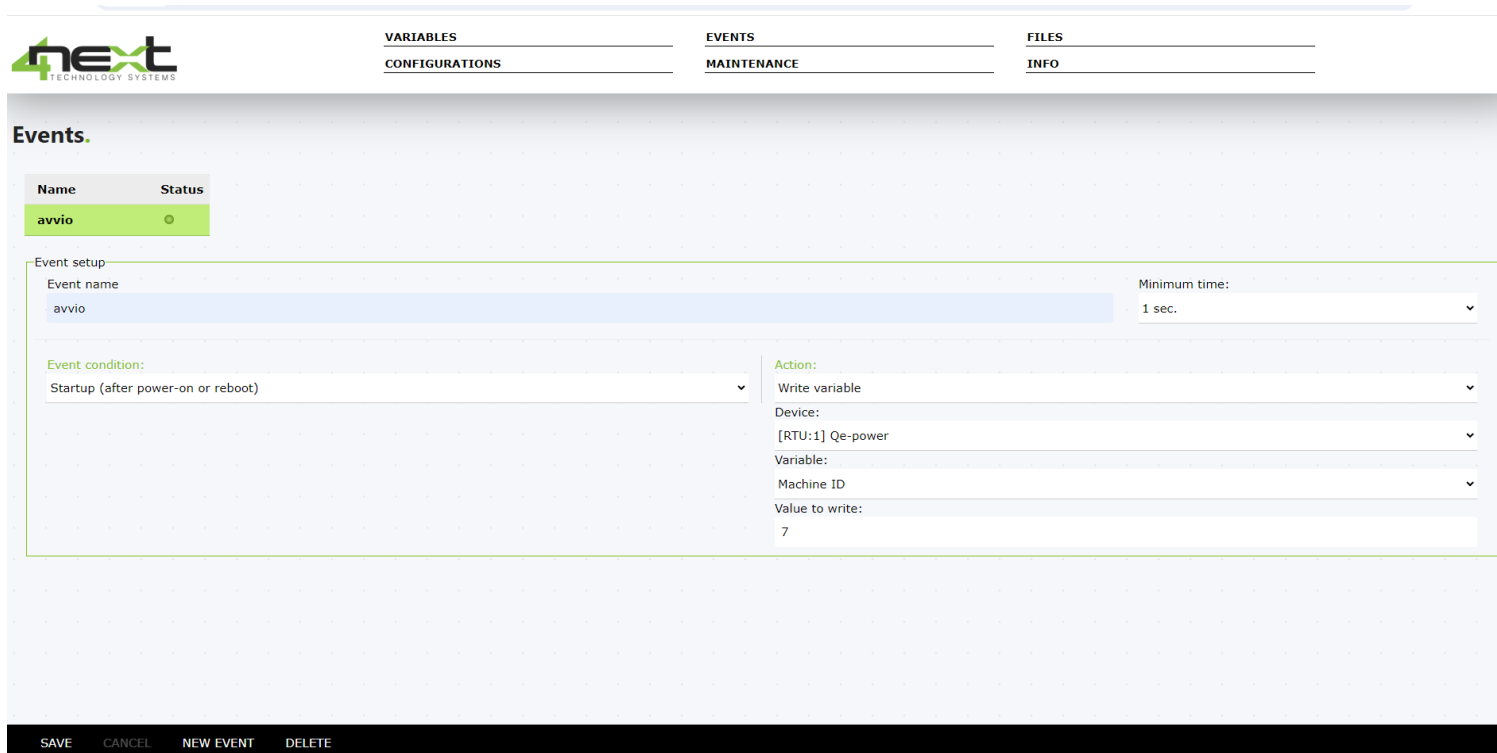 4next
TECHNOLOGY SYSTEMS
VARIABLES
EVENTS
FILES
CONFIGURATIONS
MAINTENANCE
INFO
Events.
Name Status
avvio
Event setup
Event name
avvio
Minimum time:
1 sec.
Event condition:
Startup (after power-on or reboot)
Action:
Write variable
Device:
[RTU:1] Qe-power
Variable:
Machine ID
Value to write:
7
SAVE CANCEL NEW EVENT DELETE